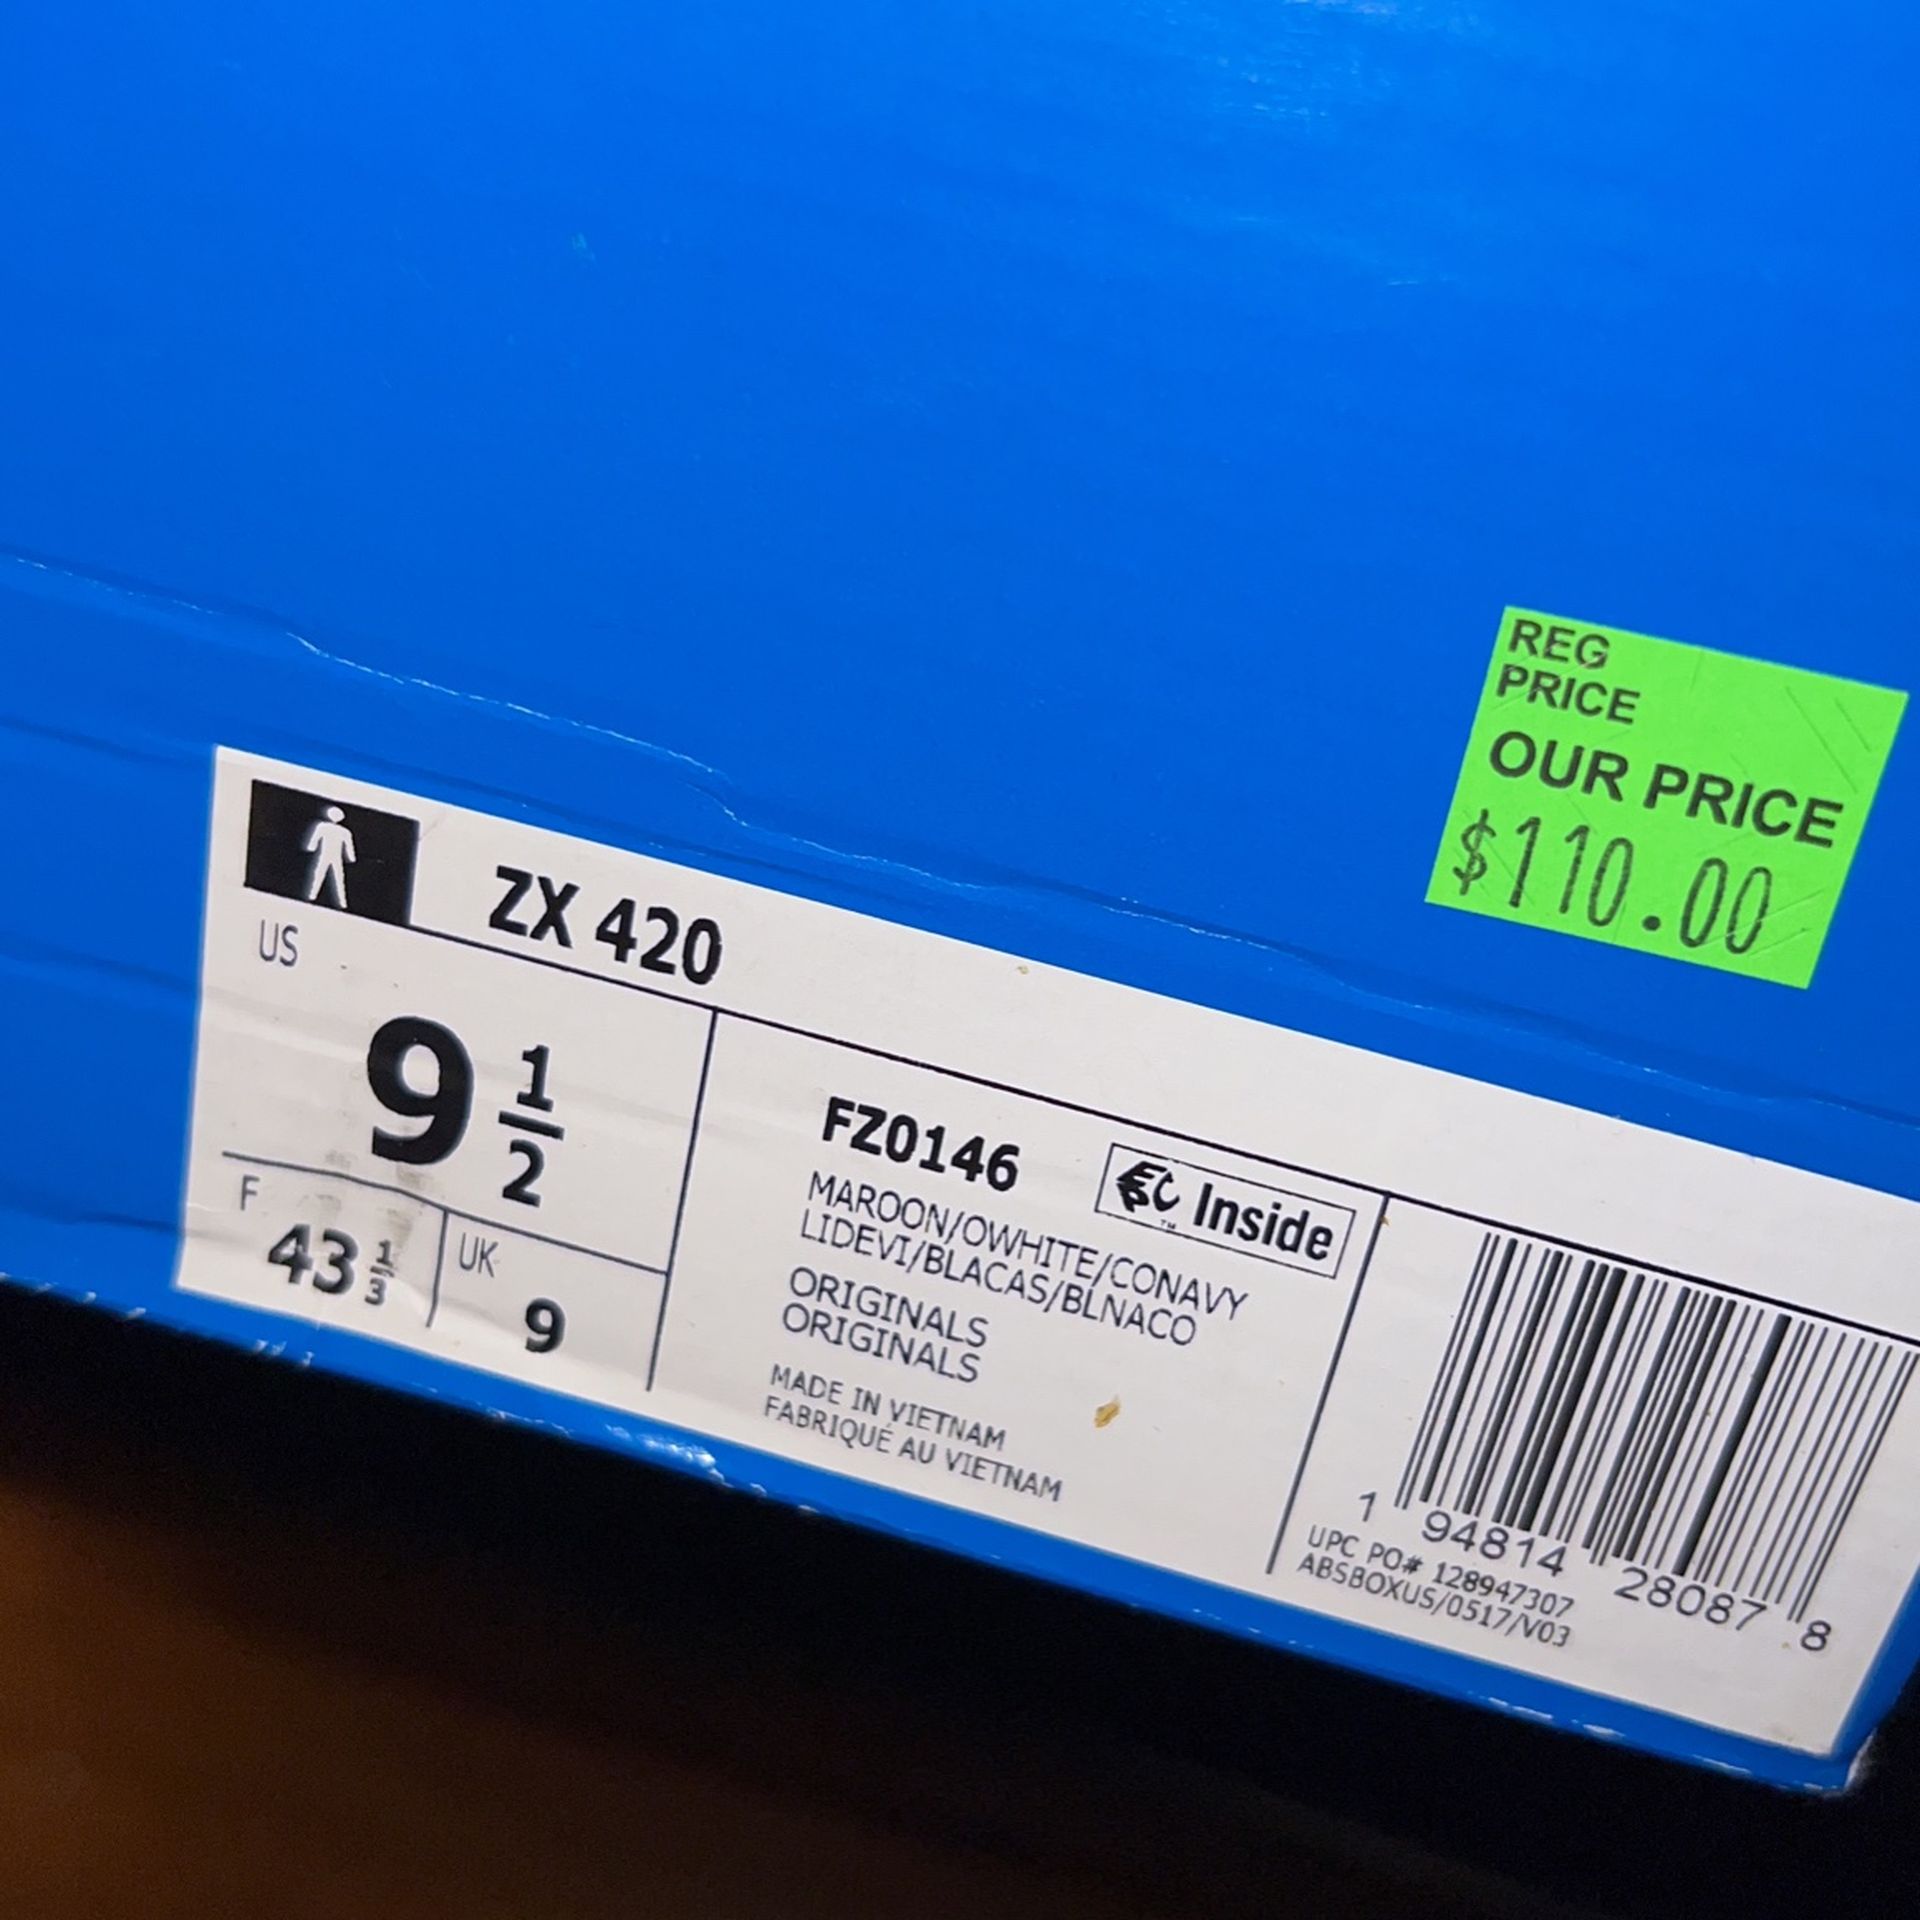 REG
PRICE
OUR PRICE
$110.00
ZX 420
US
9 1/2
F
43 1/3
UK
9
FZ0146
Inside
MAROON/OWHITE/CONAVY
LIDEVI/BLACAS/BLNACO
ORIGINALS
ORIGINALS
MADE IN VIETNAM
FABRIQUÉ AU VIETNAM
1 94814 28087 8
UPC PO# 128947307
ABSBOXUS/0517/V03